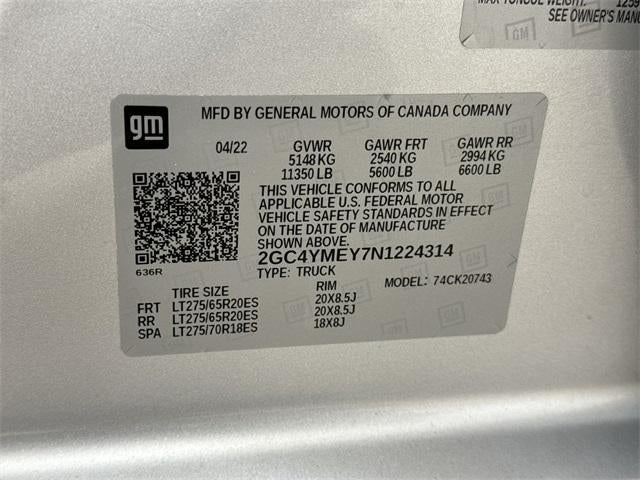 MAX TONGUE WEIGHT:
SEE OWNER'S
gm
MFD BY GENERAL MOTORS OF CANADA COMPANY
04/22 GVWR GAWR FRT GAWR RR
5148 KG 2540 KG 2994 KG
11350 LB 5600 LB 6600 LB
THIS VEHICLE CONFORMS TO ALL
APPLICABLE U.S. FEDERAL MOTOR
VEHICLE SAFETY STANDARDS IN EFFECT
ON THE DATE OF MANUFACTURE
SHOWN ABOVE.
636R
2GC4YMEY7N1224314
TYPE: TRUCK MODEL: 74CK20743
TIRE SIZE RIM
FRT LT275/65R20ES 20X8.5J
RR LT275/65R20ES 20X8.5J
SPA LT275/70R18ES 18X8J